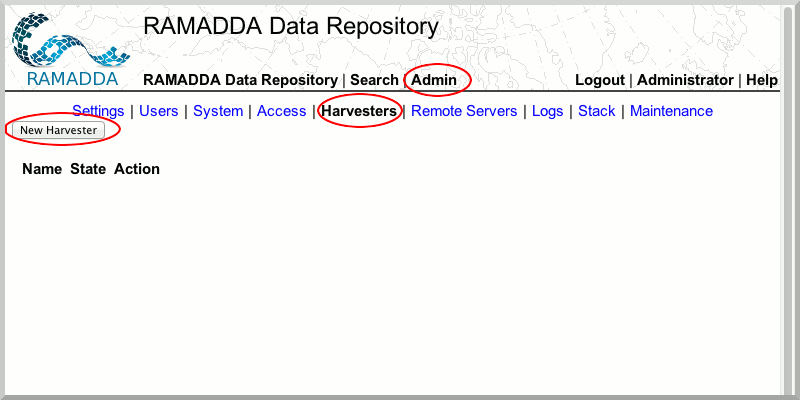 RAMADDA Data Repository
RAMADDA
RAMADDA Data Repository | Search | Admin
Logout | Administrator | Help
Settings | Users | System | Access | Harvesters | Remote Servers | Logs | Stack | Maintenance
New Harvester
Name State Action